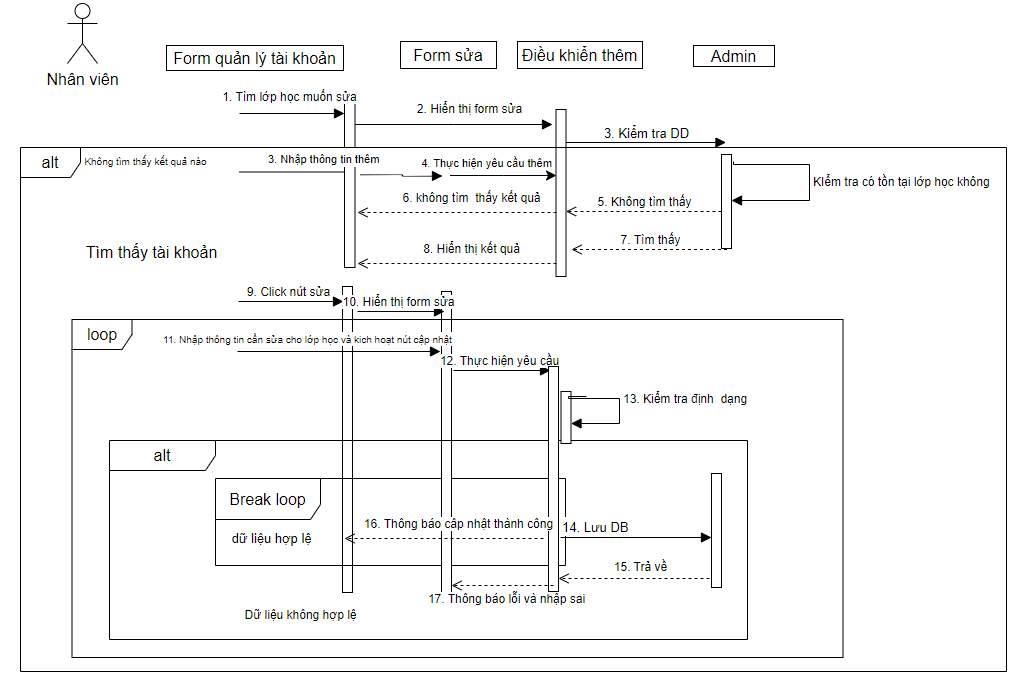 Nhân viên
Form quản lý tài khoản
Form sửa
Điều khiển thêm
Admin
1. Tìm lớp học muốn sửa
2. Hiển thị form sửa
3. Kiểm tra DD
alt
Không tìm thấy kết quả nào
3. Nhập thông tin thêm
4. Thực hiện yêu cầu thêm
KIểm tra có tồn tại lớp học không
6. không tìm thấy kết quả
5. Không tìm thấy
7. Tìm thấy
8. Hiển thị kết quả
Tìm thấy tài khoản
9. Click nút sửa
10. Hiển thị form sửa
loop
11. Nhập thông tin cần sửa cho lớp học và kích hoạt nút cập nhật
12. Thực hiện yêu cầu
13. Kiểm tra định dạng
alt
Break loop
16. Thông báo câp nhật thành công
14. Lưu DB
dữ liệu hợp lệ
15. Trả về
17. Thông báo lỗi và nhập sai
Dữ liệu không hợp lệ